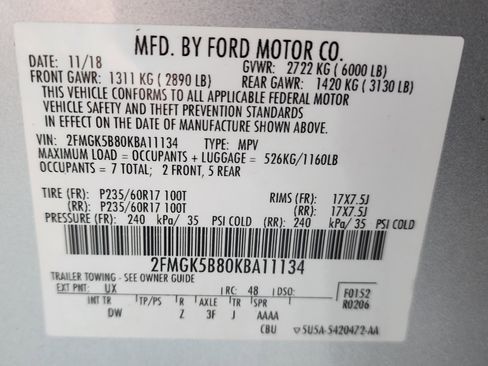 MFD. BY FORD MOTOR CO.
DATE: 11/18 GVWR: 2722 KG (6000 LB)
FRONT GAWR: 1311 KG (2890 LB) REAR GAWR: 1420 KG (3130 LB)
THIS VEHICLE CONFORMS TO ALL APPLICABLE FEDERAL MOTOR
VEHICLE SAFETY AND THEFT PREVENTION STANDARDS
IN EFFECT ON THE DATE OF MANUFACTURE SHOWN ABOVE.
VIN: 2FMGK5B80KBA11134 TYPE: MPV
MAXIMUM LOAD = OCCUPANTS + LUGGAGE = 526KG/1160LB
OCCUPANTS = 7 TOTAL; 2 FRONT, 5 REAR
TIRE (FR): P235/60R17 100T RIMS (FR): 17X7.5J
(RR): P235/60R17 100T (RR): 17X7.5J
PRESSURE (FR): 240 kPa/ 35 PSI COLD (RR): 240 kPa/ 35 PSI COLD
2FMGK5B80KBA11134
TRAILER TOWING - SEE OWNER GUIDE
EXT PNT: UX RC: 48 DSO: F0152
INT TR TP/PS R AXLE TR SPR R0206
DW Z 3F J AAAA
CBU ▽5U5A-5420472-AA